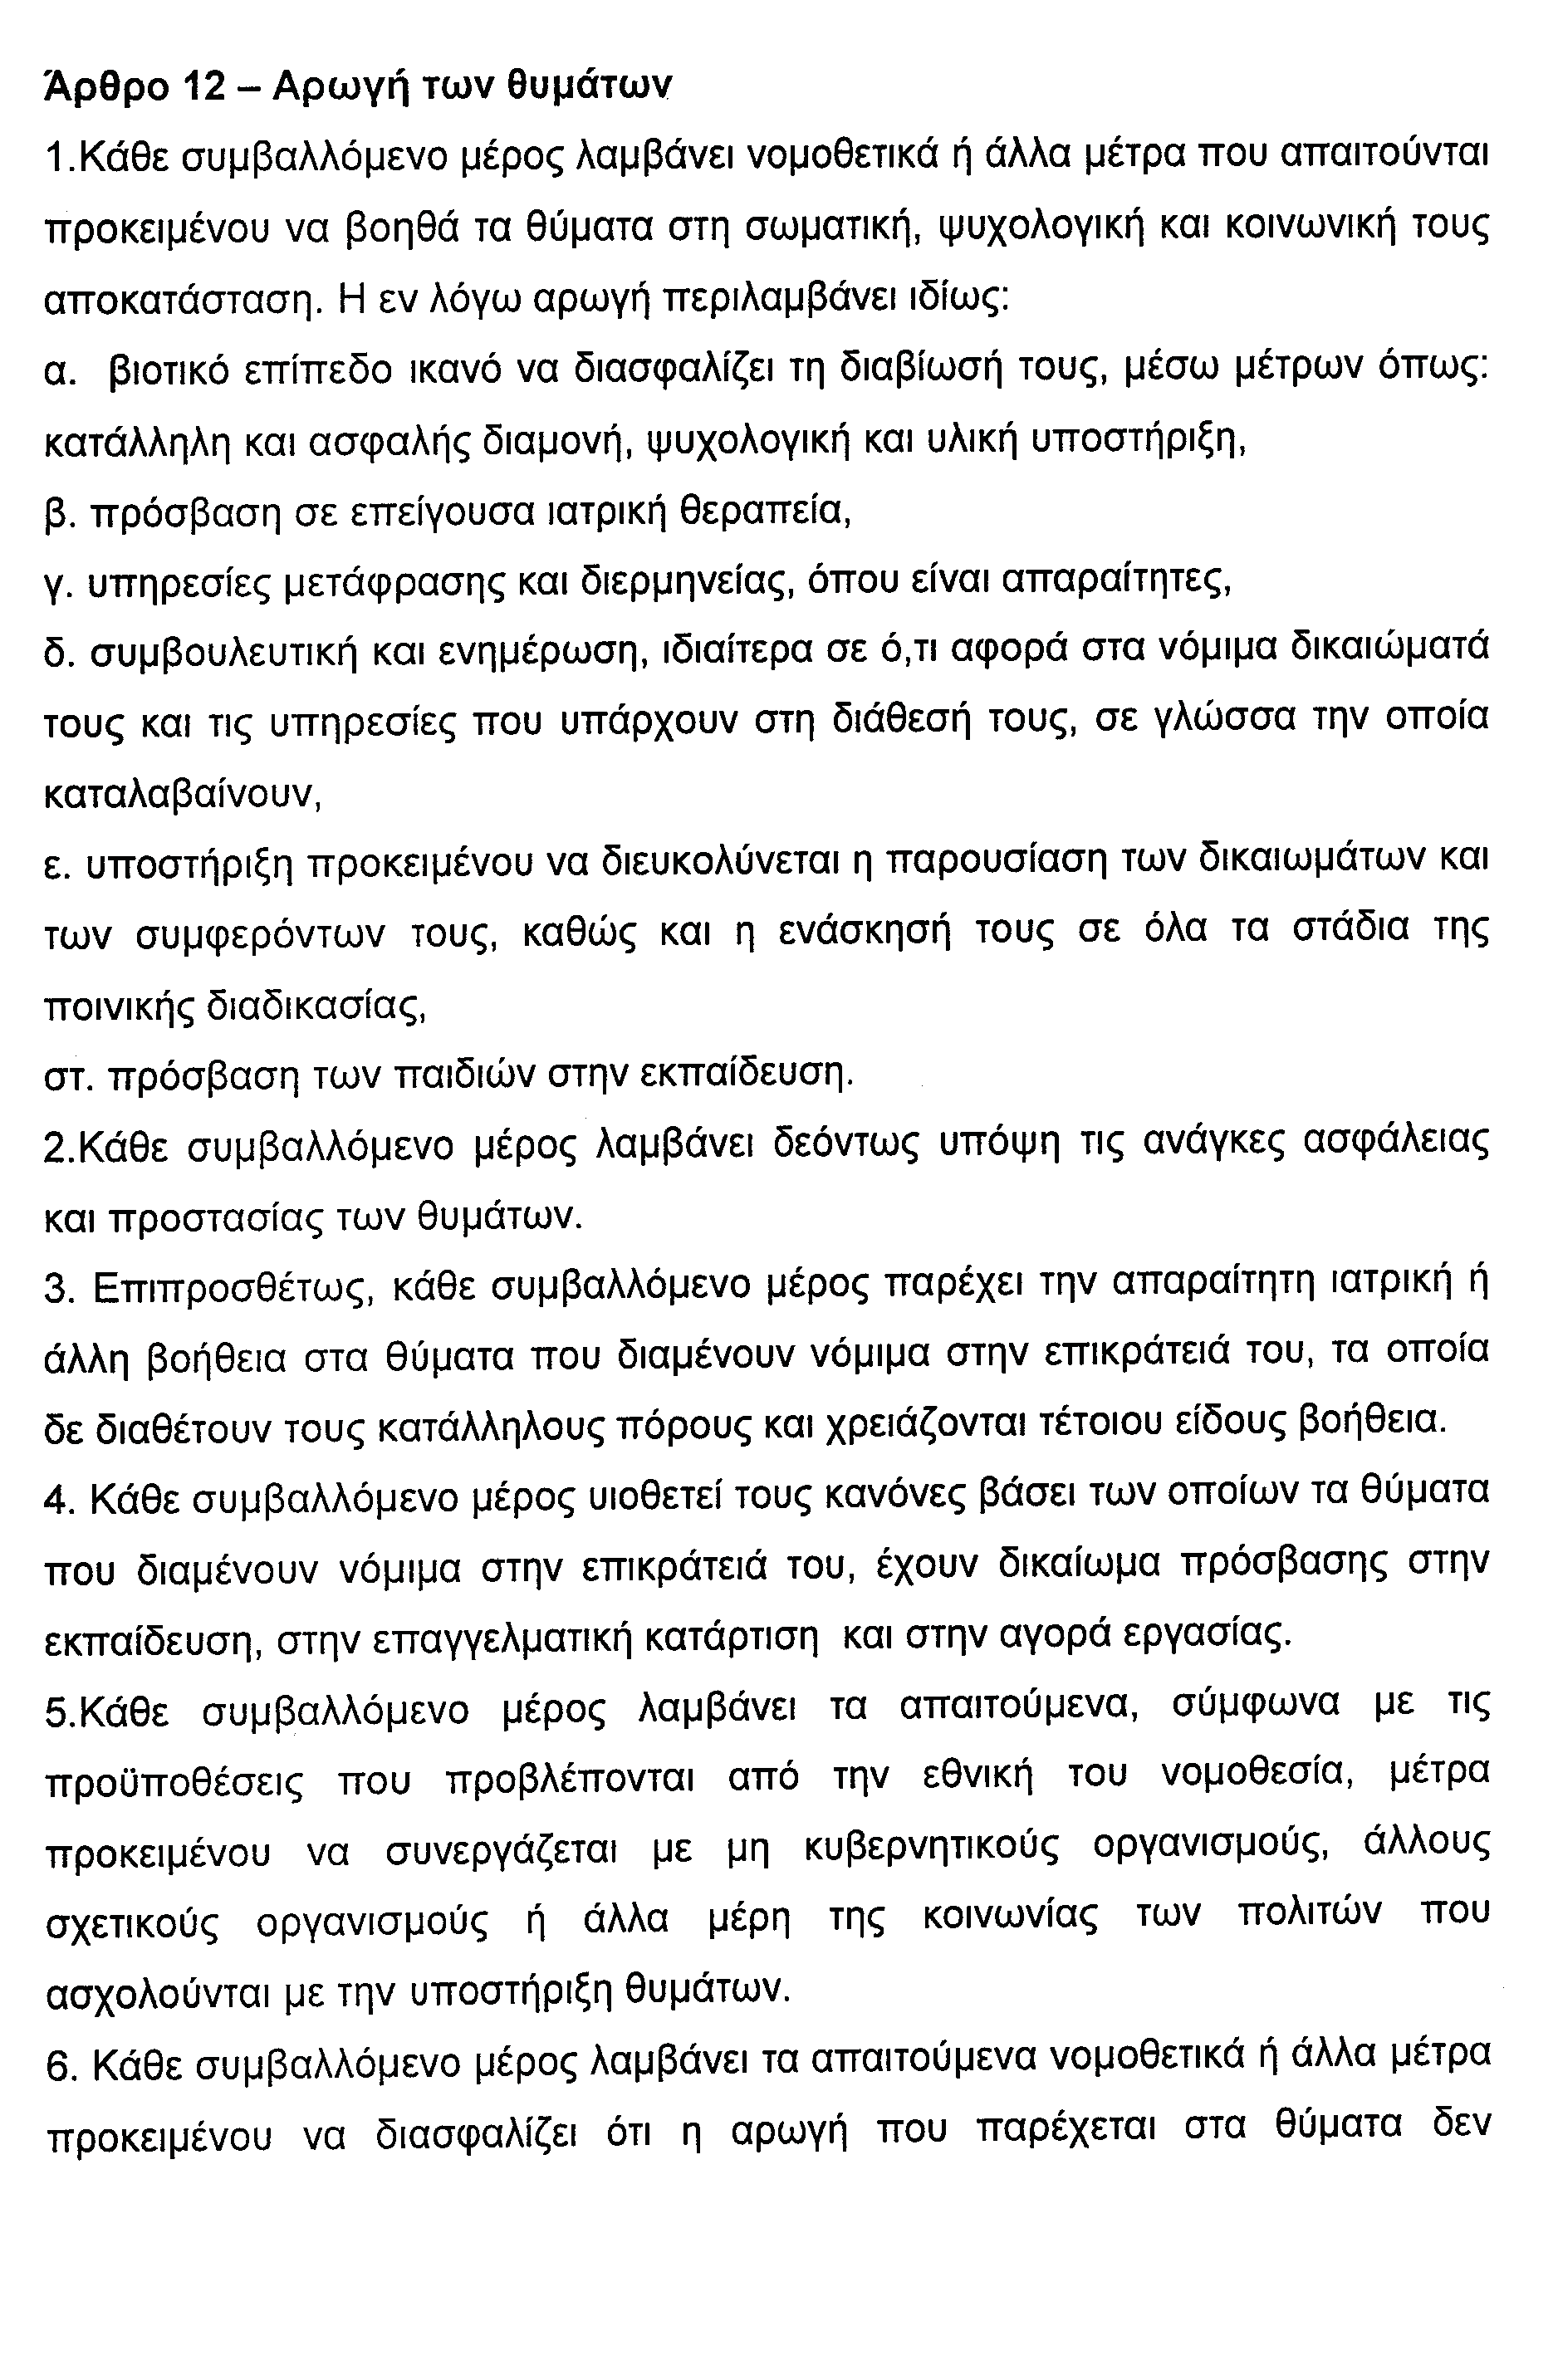 Άρθρο 12 – Αρωγή των θυμάτων
1.Κάθε συμβαλλόμενο μέρος λαμβάνει νομοθετικά ή άλλα μέτρα που απαιτούνται
προκειμένου να βοηθά τα θύματα στη σωματική, ψυχολογική και κοινωνική τους
αποκατάσταση. Η εν λόγω αρωγή περιλαμβάνει ιδίως:
α. βιοτικό επίπεδο ικανό να διασφαλίζει τη διαβίωσή τους, μέσω μέτρων όπως:
κατάλληλη και ασφαλής διαμονή, ψυχολογική και υλική υποστήριξη,
β. πρόσβαση σε επείγουσα ιατρική θεραπεία,
γ. υπηρεσίες μετάφρασης και διερμηνείας, όπου είναι απαραίτητες,
δ. συμβουλευτική και ενημέρωση, ιδιαίτερα σε ό,τι αφορά στα νόμιμα δικαιώματά
τους και τις υπηρεσίες που υπάρχουν στη διάθεσή τους, σε γλώσσα την οποία
καταλαβαίνουν,
ε. υποστήριξη προκειμένου να διευκολύνεται η παρουσίαση των δικαιωμάτων και
των συμφερόντων τους, καθώς και η ενάσκησή τους σε όλα τα στάδια της
ποινικής διαδικασίας,
στ. πρόσβαση των παιδιών στην εκπαίδευση.
2.Κάθε συμβαλλόμενο μέρος λαμβάνει δεόντως υπόψη τις ανάγκες ασφάλειας
και προστασίας των θυμάτων.
3. Επιπροσθέτως, κάθε συμβαλλόμενο μέρος παρέχει την απαραίτητη ιατρική ή
άλλη βοήθεια στα θύματα που διαμένουν νόμιμα στην επικράτειά του, τα οποία
δε διαθέτουν τους κατάλληλους πόρους και χρειάζονται τέτοιου είδους βοήθεια.
4. Κάθε συμβαλλόμενο μέρος υιοθετεί τους κανόνες βάσει των οποίων τα θύματα
που διαμένουν νόμιμα στην επικράτειά του, έχουν δικαίωμα πρόσβασης στην
εκπαίδευση, στην επαγγελματική κατάρτιση και στην αγορά εργασίας.
5.Κάθε συμβαλλόμενο μέρος λαμβάνει τα απαιτούμενα, σύμφωνα με τις
προϋποθέσεις που προβλέπονται από την εθνική του νομοθεσία, μέτρα
προκειμένου να συνεργάζεται με μη κυβερνητικούς οργανισμούς, άλλους
σχετικούς οργανισμούς ή άλλα μέρη της κοινωνίας των πολιτών που
ασχολούνται με την υποστήριξη θυμάτων.
6. Κάθε συμβαλλόμενο μέρος λαμβάνει τα απαιτούμενα νομοθετικά ή άλλα μέτρα
προκειμένου να διασφαλίζει ότι η αρωγή που παρέχεται στα θύματα δεν